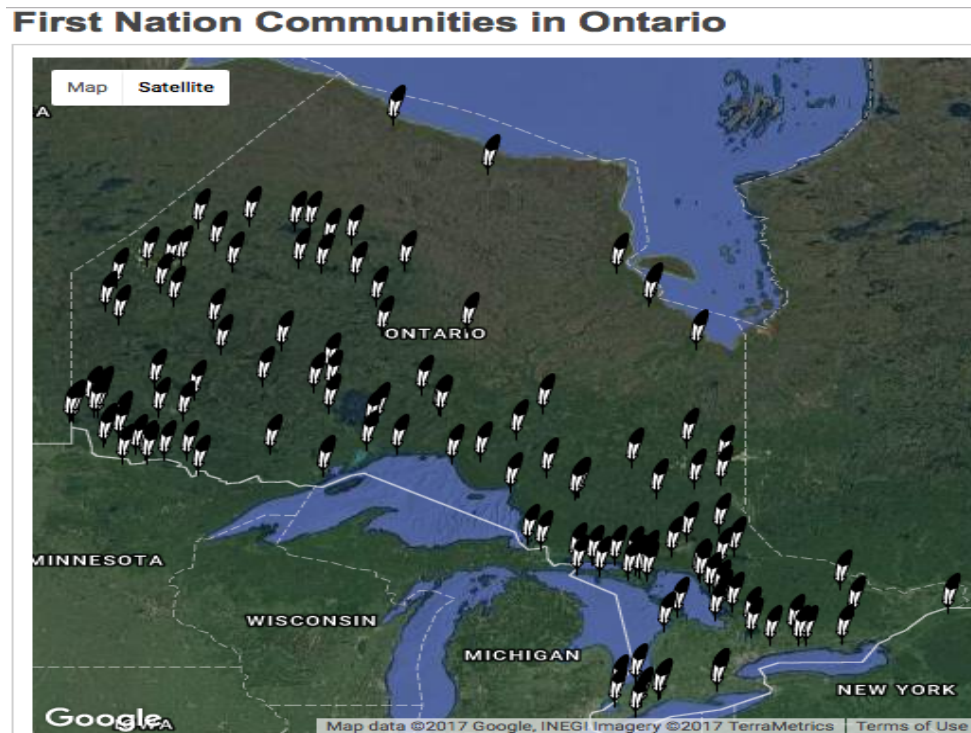 First Nation Communities in Ontario
Map Satellite
A
ONTARIO
MINNESOTA
WISCONSIN
MICHIGAN
NEW YORK
Google
Map data ©2017 Google, INEGI Imagery ©2017 TerraMetrics Terms of Use